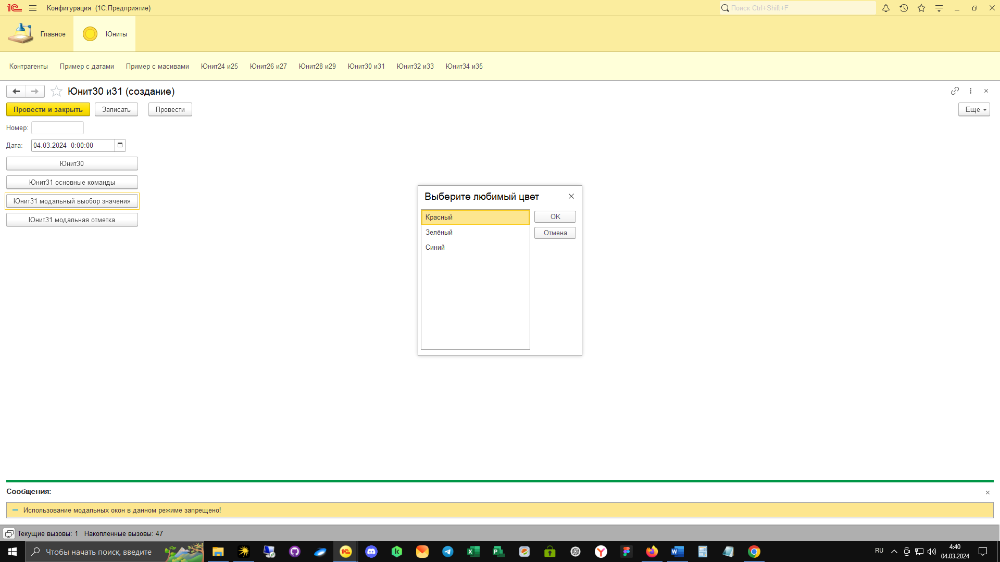 Конфигурация (1С:Предприятие)
Поиск Ctrl+Shift+F
Главное
Юниты
Контрагенты Пример с датами Пример с масивами Юнит24 и25 Юнит26 и27 Юнит28 и29 Юнит30 и31 Юнит32 и33 Юнит34 и35
Юнит30 и31 (создание)
Провести и закрыть Записать Провести Еще
Номер:
Дата: 04.03.2024 0:00:00
Юнит30
Юнит31 основные команды
Юнит31 модальный выобор значения
Юнит31 модальная отметка
Выберите любимый цвет
Красный
Зелёный
Синий
OK
Отмена
Сообщения:
Использование модальных окон в данном режиме запрещено!
Текущие вызовы: 1 Накопленные вызовы: 47
Чтобы начать поиск, введите
RU
4:40
04.03.2024